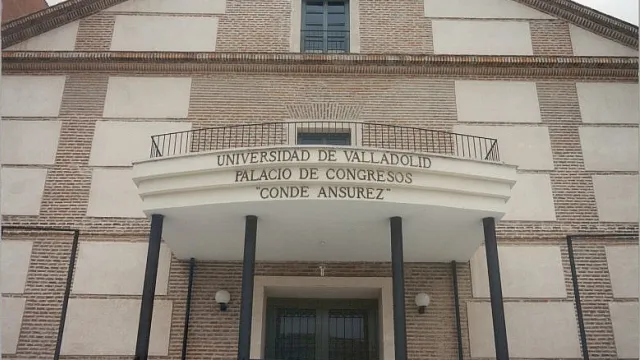 UNIVERSIDAD DE VALLADOLID
PALACIO DE CONGRESOS
"CONDE ANSUREZ"